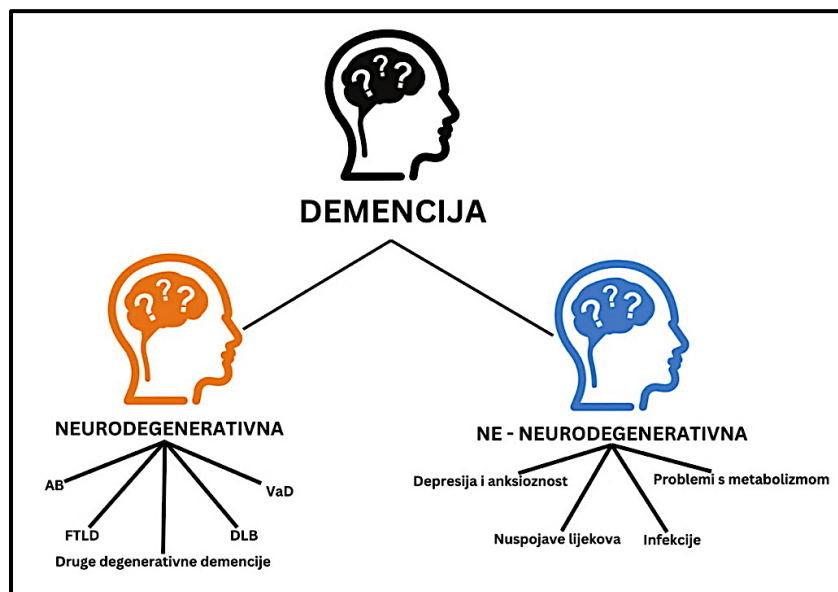 ? ? ?
DEMENCIJA
? ? ?
? ? ?
NEURODEGENERATIVNA
NE - NEURODEGENERATIVNA
AB
VaD
FTLD
DLB
Druge degenerativne demencije
Depresija i anksioznost
Problemi s metabolizmom
Nuspojave lijekova
Infekcije